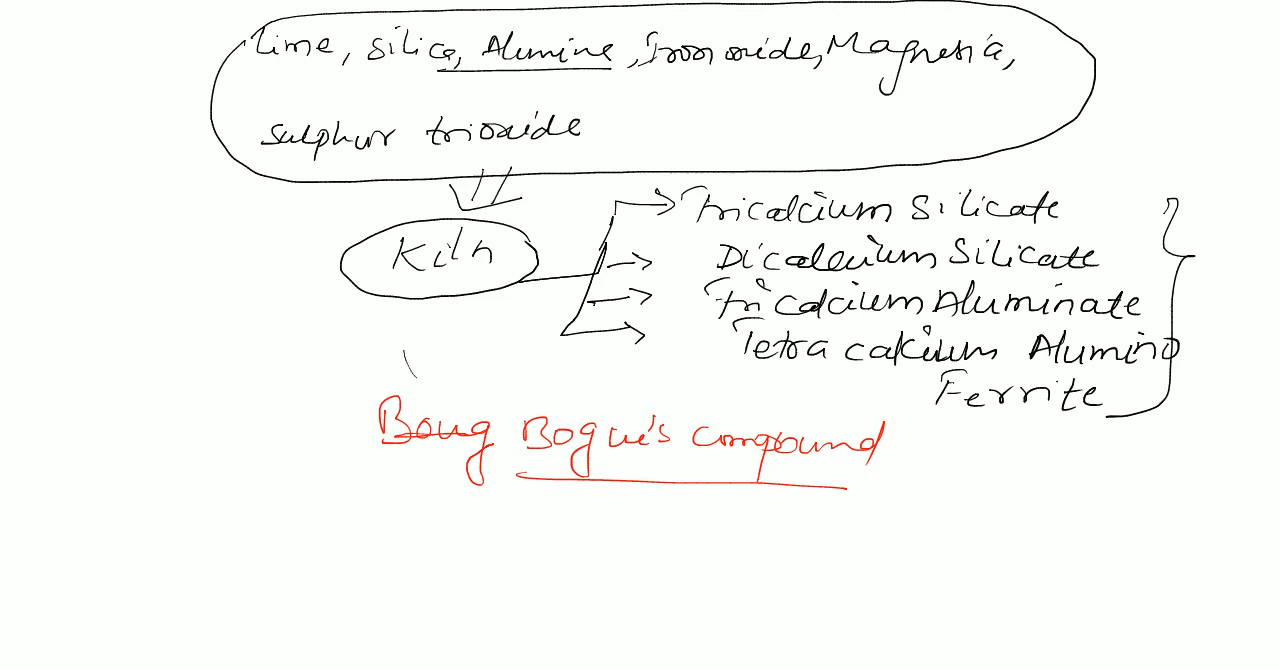 Lime, Silica, Alumina, Iron oxide, Magnesia,
Sulphur trioxide
Kiln
Tricalcium Silicate
Dicalcium Silicate
Tricalcium Aluminate
Tetra calcium Alumino
Ferrite
Boug Bogue's compound